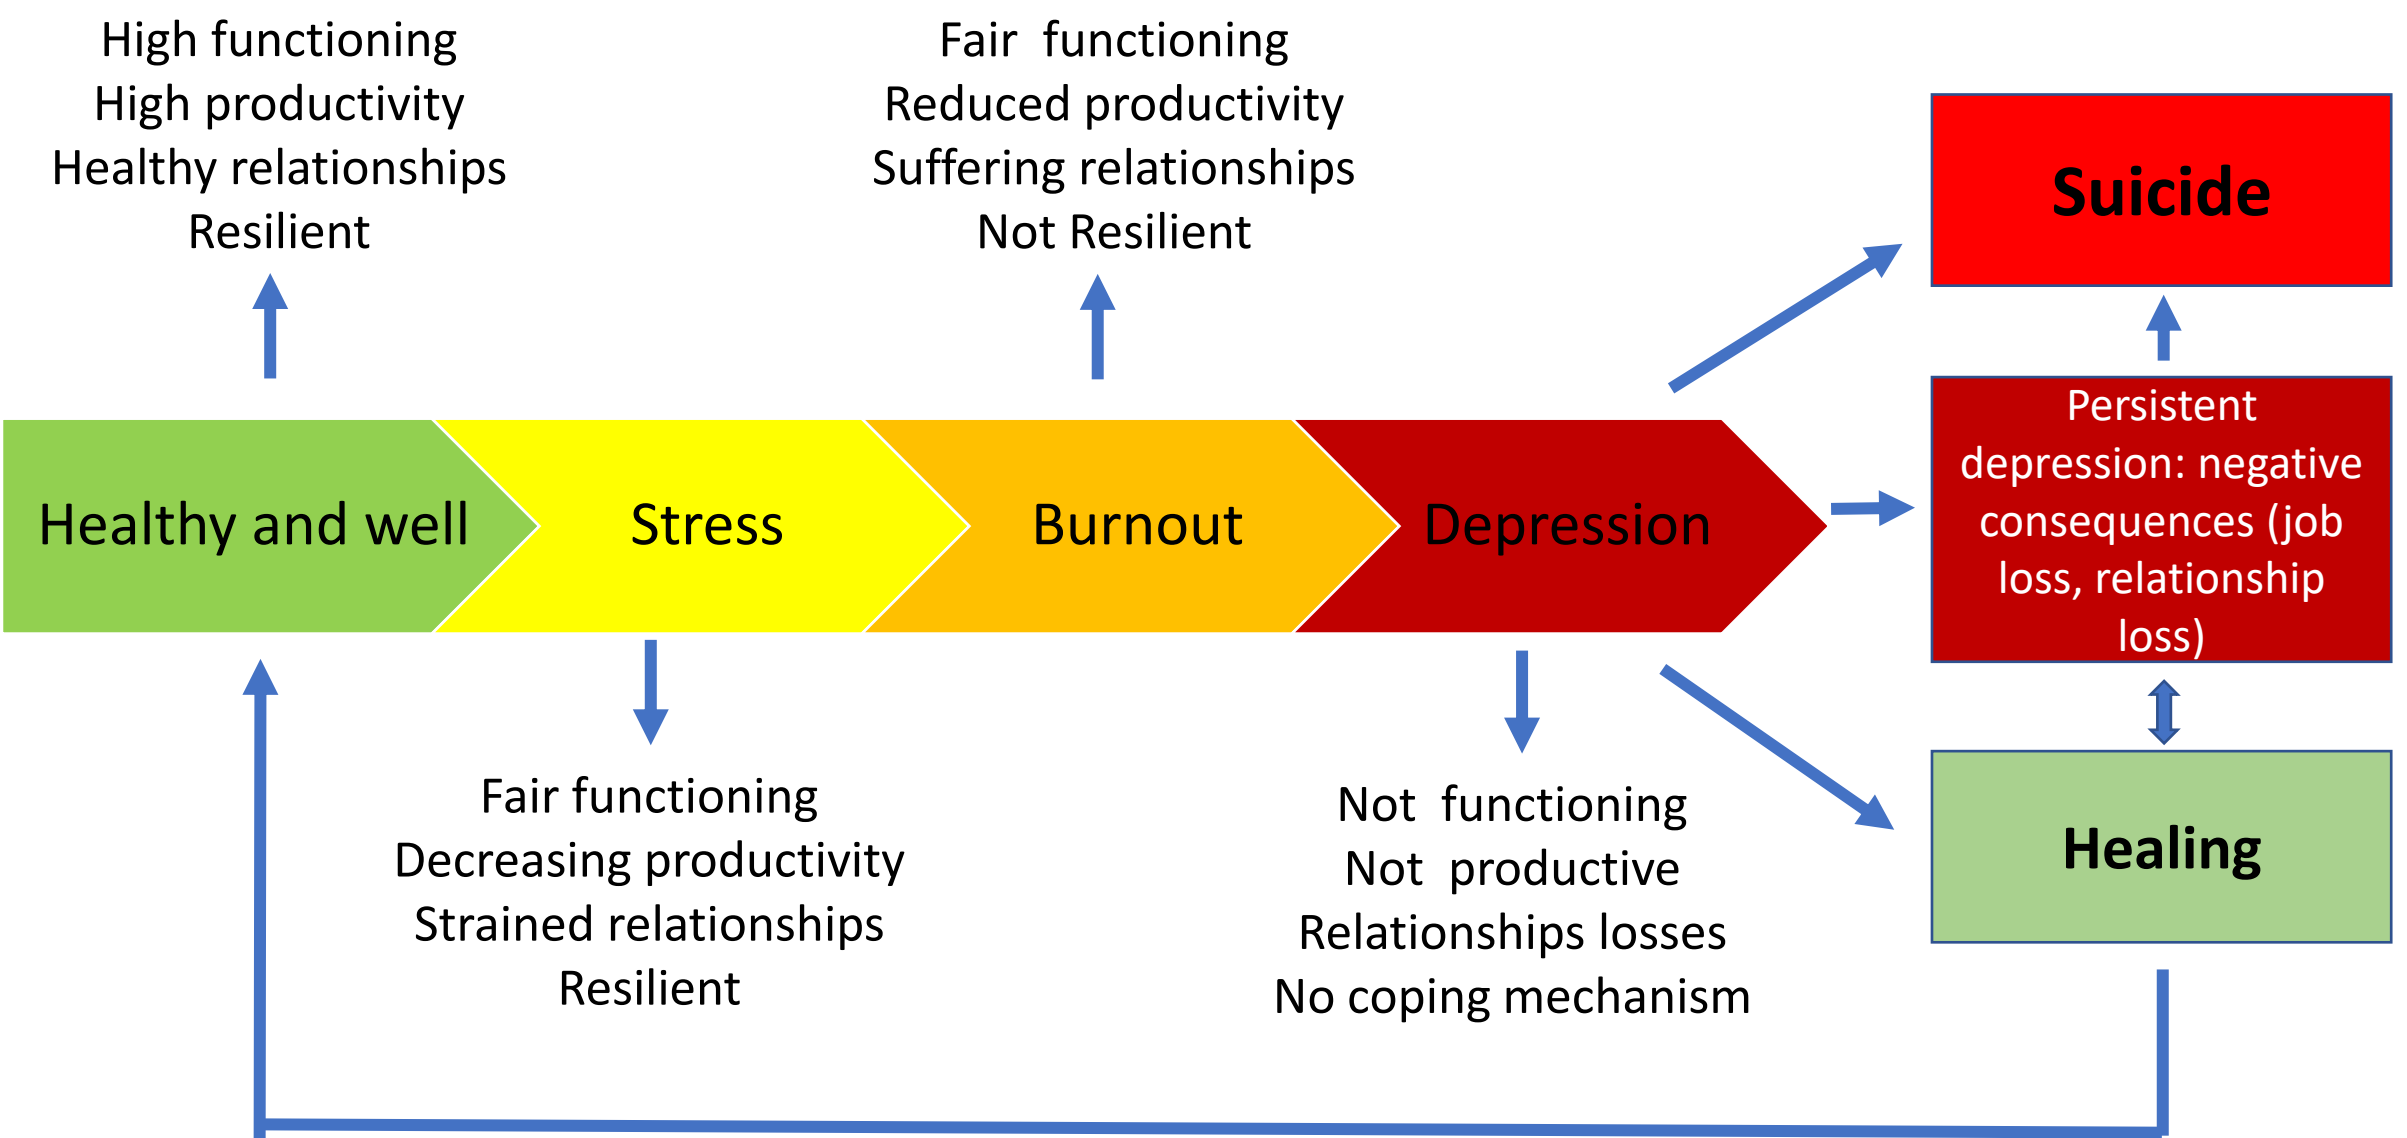 High functioning
High productivity
Healthy relationships
Resilient
Fair  functioning
Reduced productivity
Suffering relationships
Not Resilient
Suicide
Healthy and well
Stress
Burnout
Depression
Persistent
depression: negative
consequences (job
loss, relationship
loss)
Fair functioning
Decreasing productivity
Strained relationships
Resilient
Not  functioning
Not  productive
Relationships losses
No coping mechanism
Healing